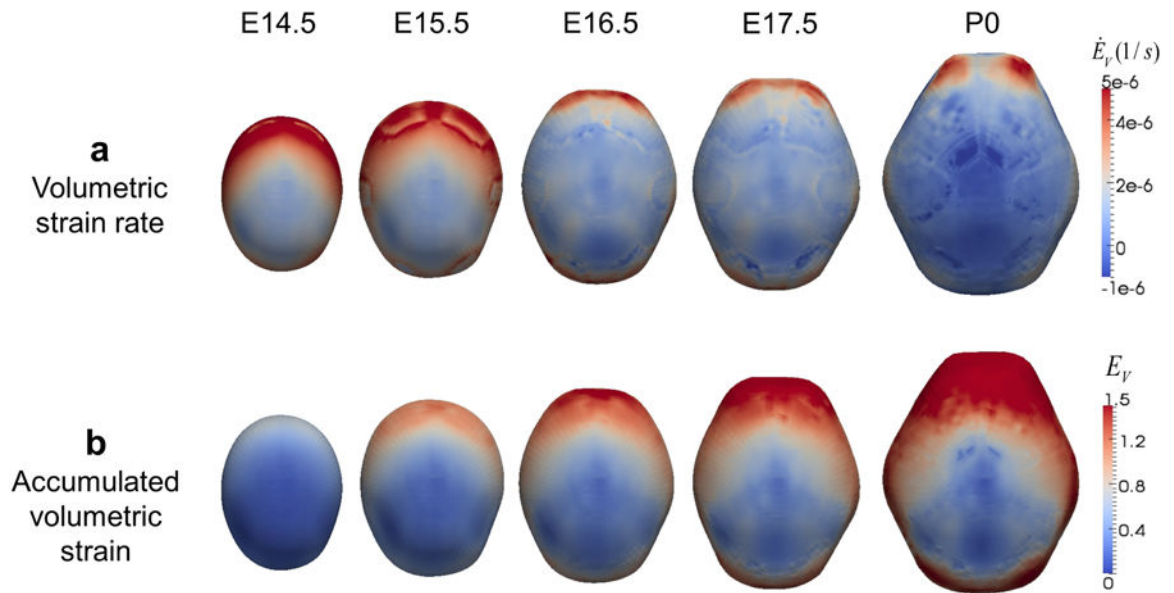 E14.5 E15.5 E16.5 E17.5 P0
Ė_V (1/s)
5e-6
4e-6
2e-6
0
-1e-6
a
Volumetric
strain rate
E_V
1.5
1.2
0.8
0.4
0
b
Accumulated
volumetric
strain